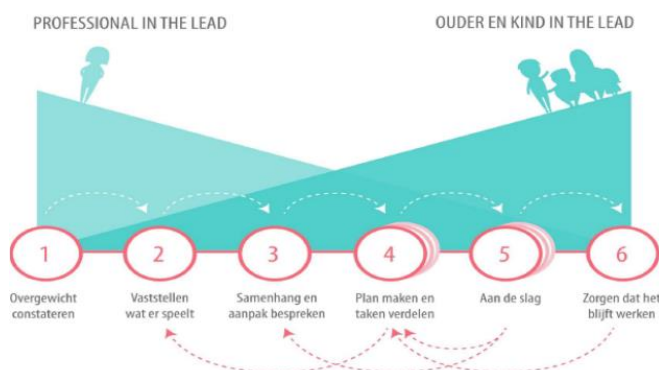 PROFESSIONAL IN THE LEAD
OUDER EN KIND IN THE LEAD
1
2
3
4
5
6
Overgewicht
constateren
Vaststellen
wat er speelt
Samenhang en
aanpak bespreken
Plan maken en
taken verdelen
Aan de slag
Zorgen dat het
blijft werken